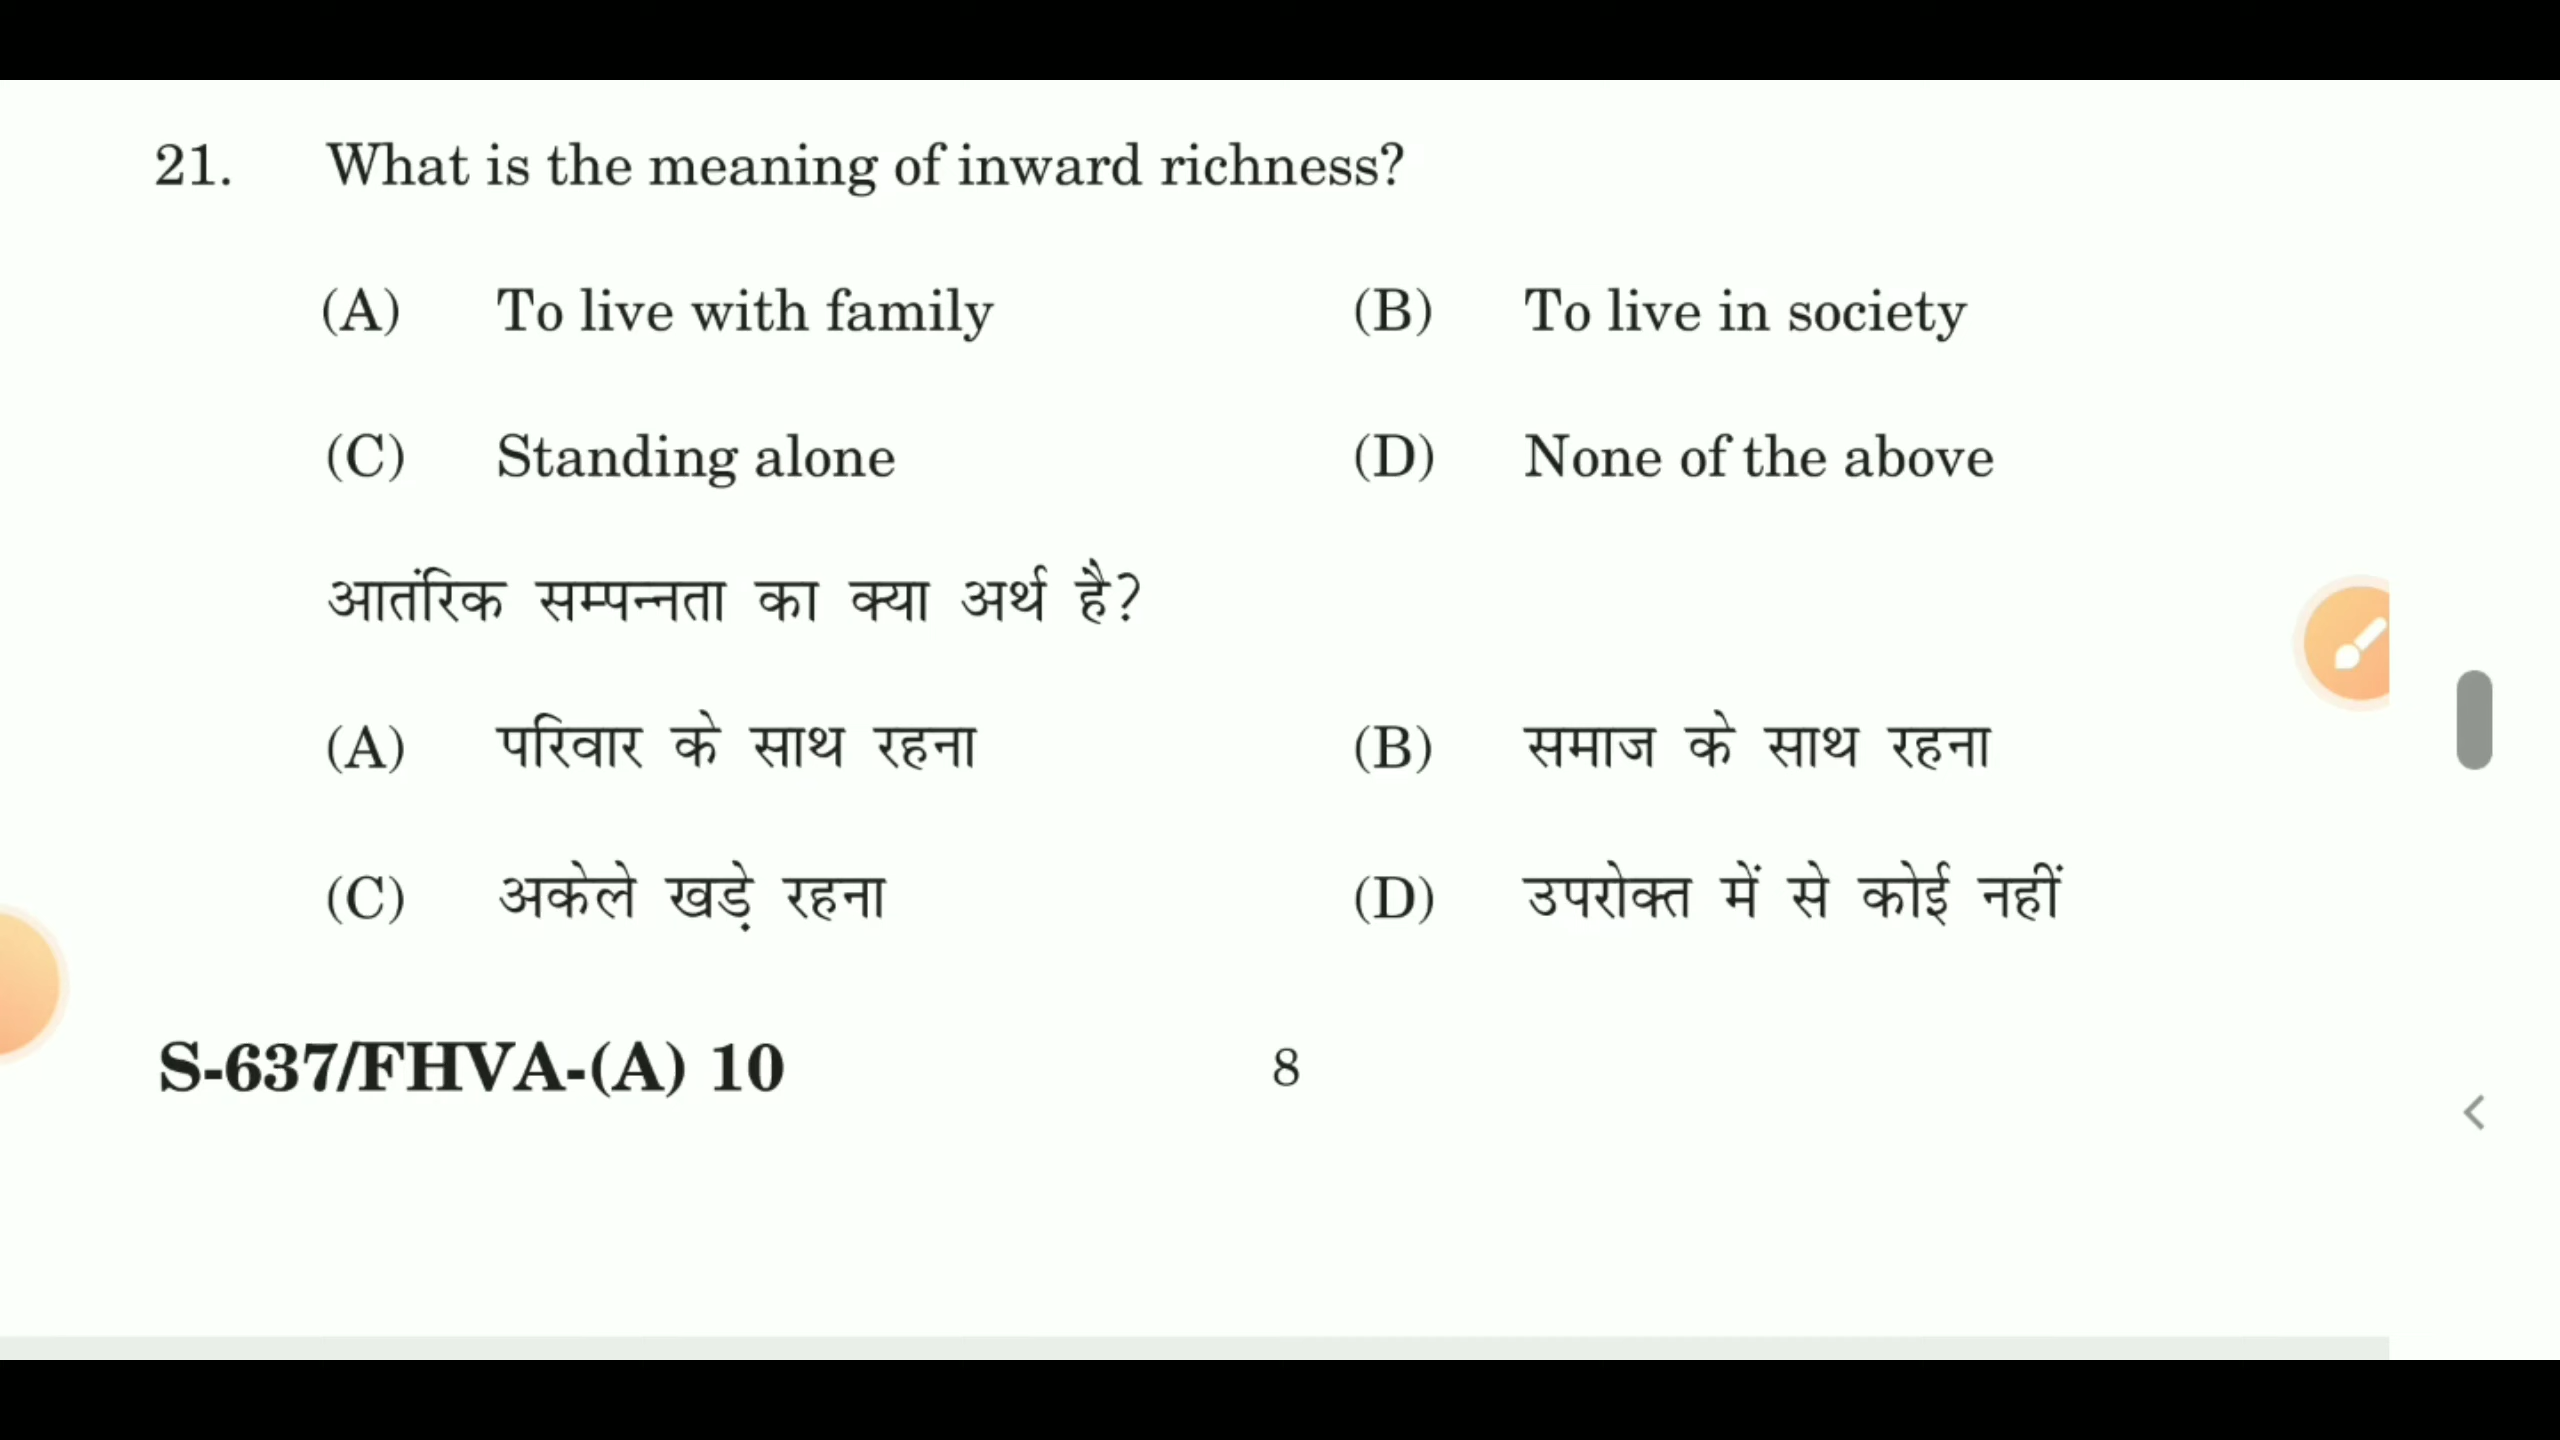 21. What is the meaning of inward richness?
(A) To live with family (B) To live in society
(C) Standing alone (D) None of the above
आतंरिक सम्पन्नता का क्या अर्थ है?
(A) परिवार के साथ रहना (B) समाज के साथ रहना
(C) अकेले खड़े रहना (D) उपरोक्त में से कोई नहीं
S-637/FHVA-(A) 10 8